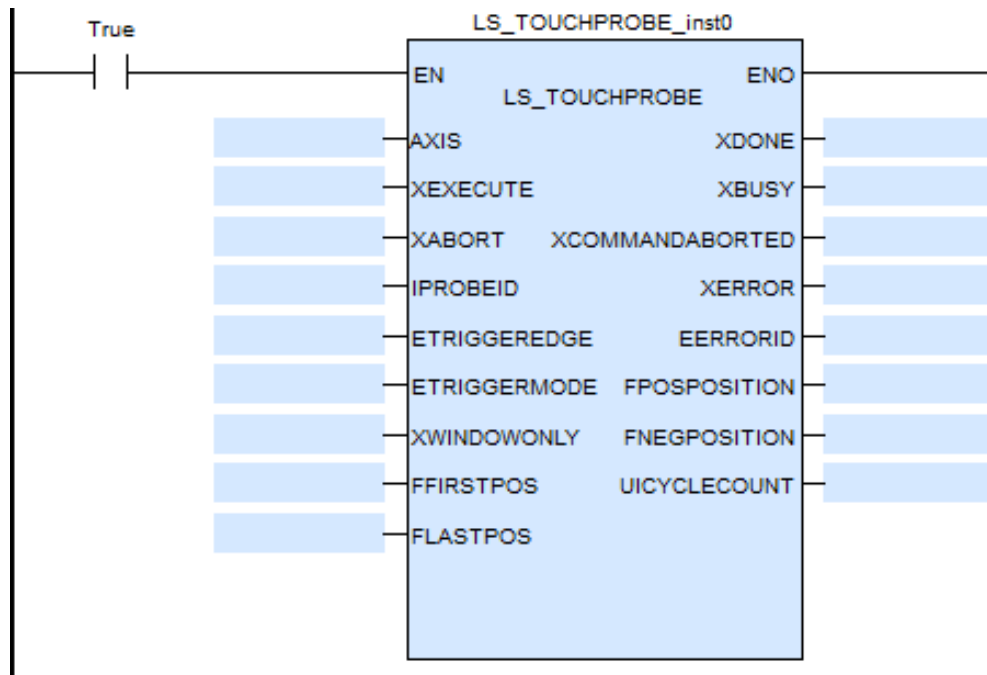 True
LS_TOUCHPROBE_inst0
EN ENO
LS_TOUCHPROBE
AXIS XDONE
XEXECUTE XBUSY
XABORT XCOMMANDABORTED
IPROBEID XERROR
ETRIGGEREDGE EERRORID
ETRIGGERMODE FPOSPOSITION
XWINDOWONLY FNEGPOSITION
FFIRSTPOS UICYCLECOUNT
FLASTPOS